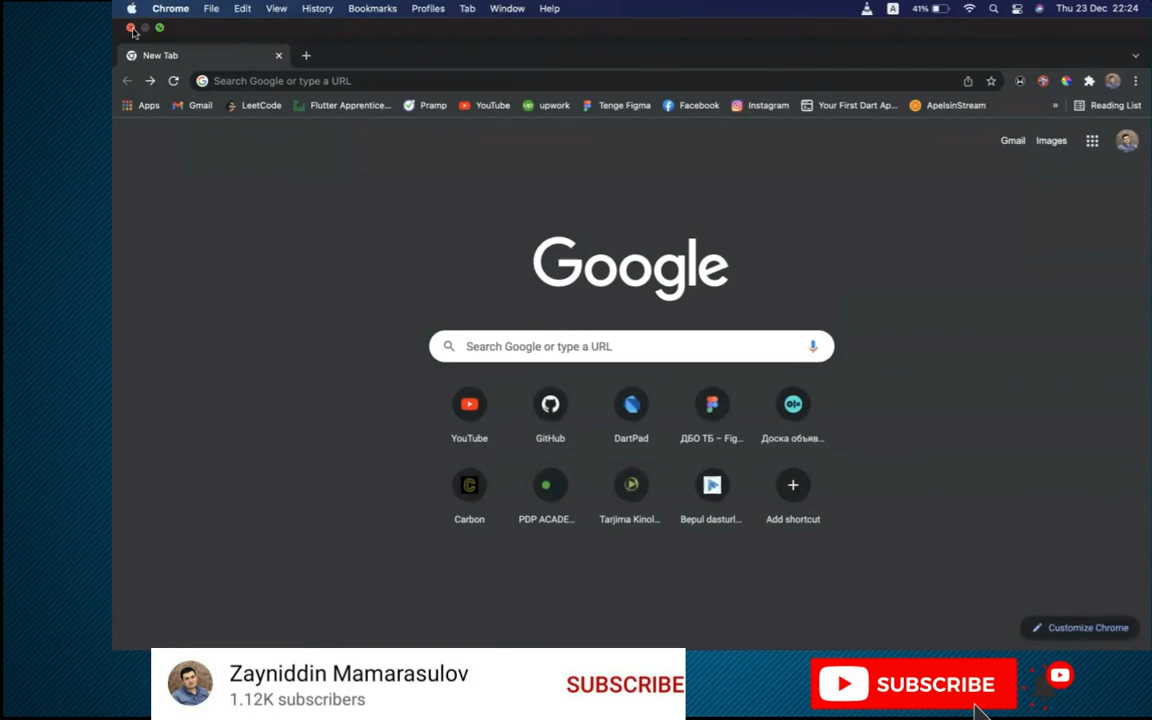 Chrome File Edit View History Bookmarks Profiles Tab Window Help A 41% Thu 23 Dec 22:24
New Tab
Search Google or type a URL
Apps Gmail LeetCode Flutter Apprentice... Pramp YouTube upwork Tenge Figma Facebook Instagram Your First Dart Ap... ApelsinStream » Reading List
Gmail Images
Google
Search Google or type a URL
YouTube GitHub DartPad ДБО ТБ – Fig... Доска объяв...
Carbon PDP ACADE... Tarjima Kinol... Bepul dasturl... Add shortcut
Customize Chrome
Zayniddin Mamarasulov
1.12K subscribers
SUBSCRIBE
SUBSCRIBE